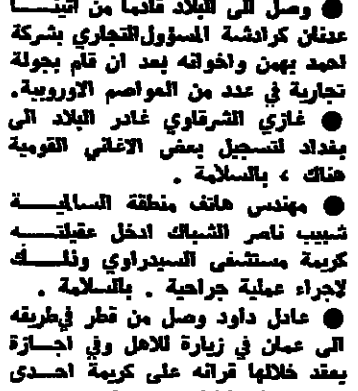 ● وصل الى البلاد قادما من اثينا
عدنان كرادشة المسؤول التجاري بشركة
احمد بهمن واخوانه بعد ان قام بجولة
تجارية في عدد من العواصم الاوروبية.
● غازي الشرقاوي غادر البلاد الى
بغداد لتسجيل بعض الاغاني القومية
هناك ، بالسلامة .
● مهندس هاتف منطقة السالمية
شبيب ناصر الشباك ادخل عقيلته
كريمة مستشفى السيدراوي وذلك
لاجراء عملية جراحية . بالسلامة .
● عادل داود وصل من قطر في طريقه
الى عمان في زيارة للاهل وفي اجازة
يعقد خلالها قرانه على كريمة احدى